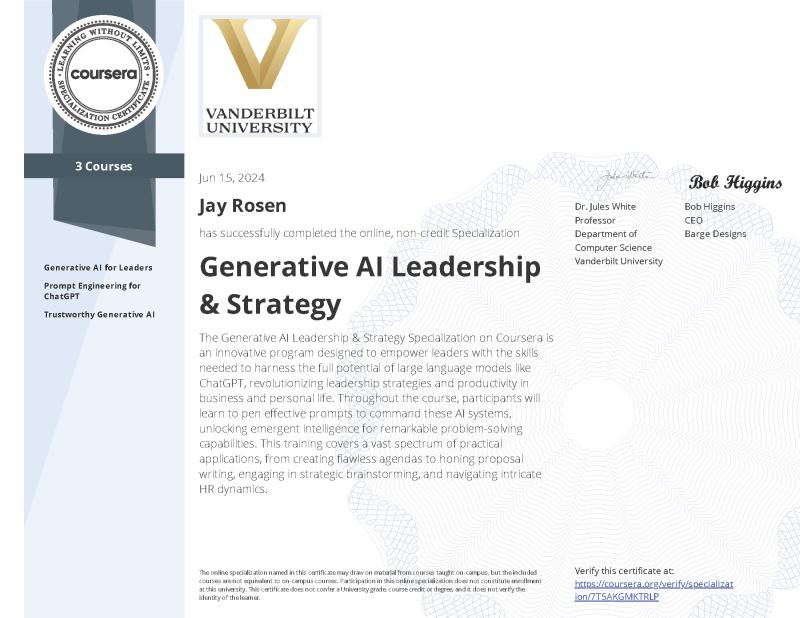 LEARNING WITHOUT LIMITS
coursera
SPECIALIZATION CERTIFICATE
3 Courses
Generative AI for Leaders
Prompt Engineering for
ChatGPT
Trustworthy Generative AI
VANDERBILT
UNIVERSITY
Jun 15, 2024
Jay Rosen
has successfully completed the online, non-credit Specialization
Generative AI Leadership
& Strategy
The Generative AI Leadership & Strategy Specialization on Coursera is
an innovative program designed to empower leaders with the skills
needed to harness the full potential of large language models like
ChatGPT, revolutionizing leadership strategies and productivity in
business and personal life. Throughout the course, participants will
learn to pen effective prompts to command these AI systems,
unlocking emergent intelligence for remarkable problem-solving
capabilities. This training covers a vast spectrum of practical
applications, from creating flawless agendas to honing proposal
writing, engaging in strategic brainstorming, and navigating intricate
HR dynamics.
The online specialization named in this certificate may draw on material from courses taught on-campus, but the included
courses are not equivalent to on-campus courses. Participation in this online specialization does not constitute enrollment
at this university. This certificate does not confer a University grade, course credit or degree, and it does not verify the
identity of the learner.
Jules White
Dr. Jules White
Professor
Department of
Computer Science
Vanderbilt University
Bob Higgins
Bob Higgins
CEO
Barge Designs
Verify this certificate at:
https://coursera.org/verify/specializat
ion/7T5AKGMKTRLP